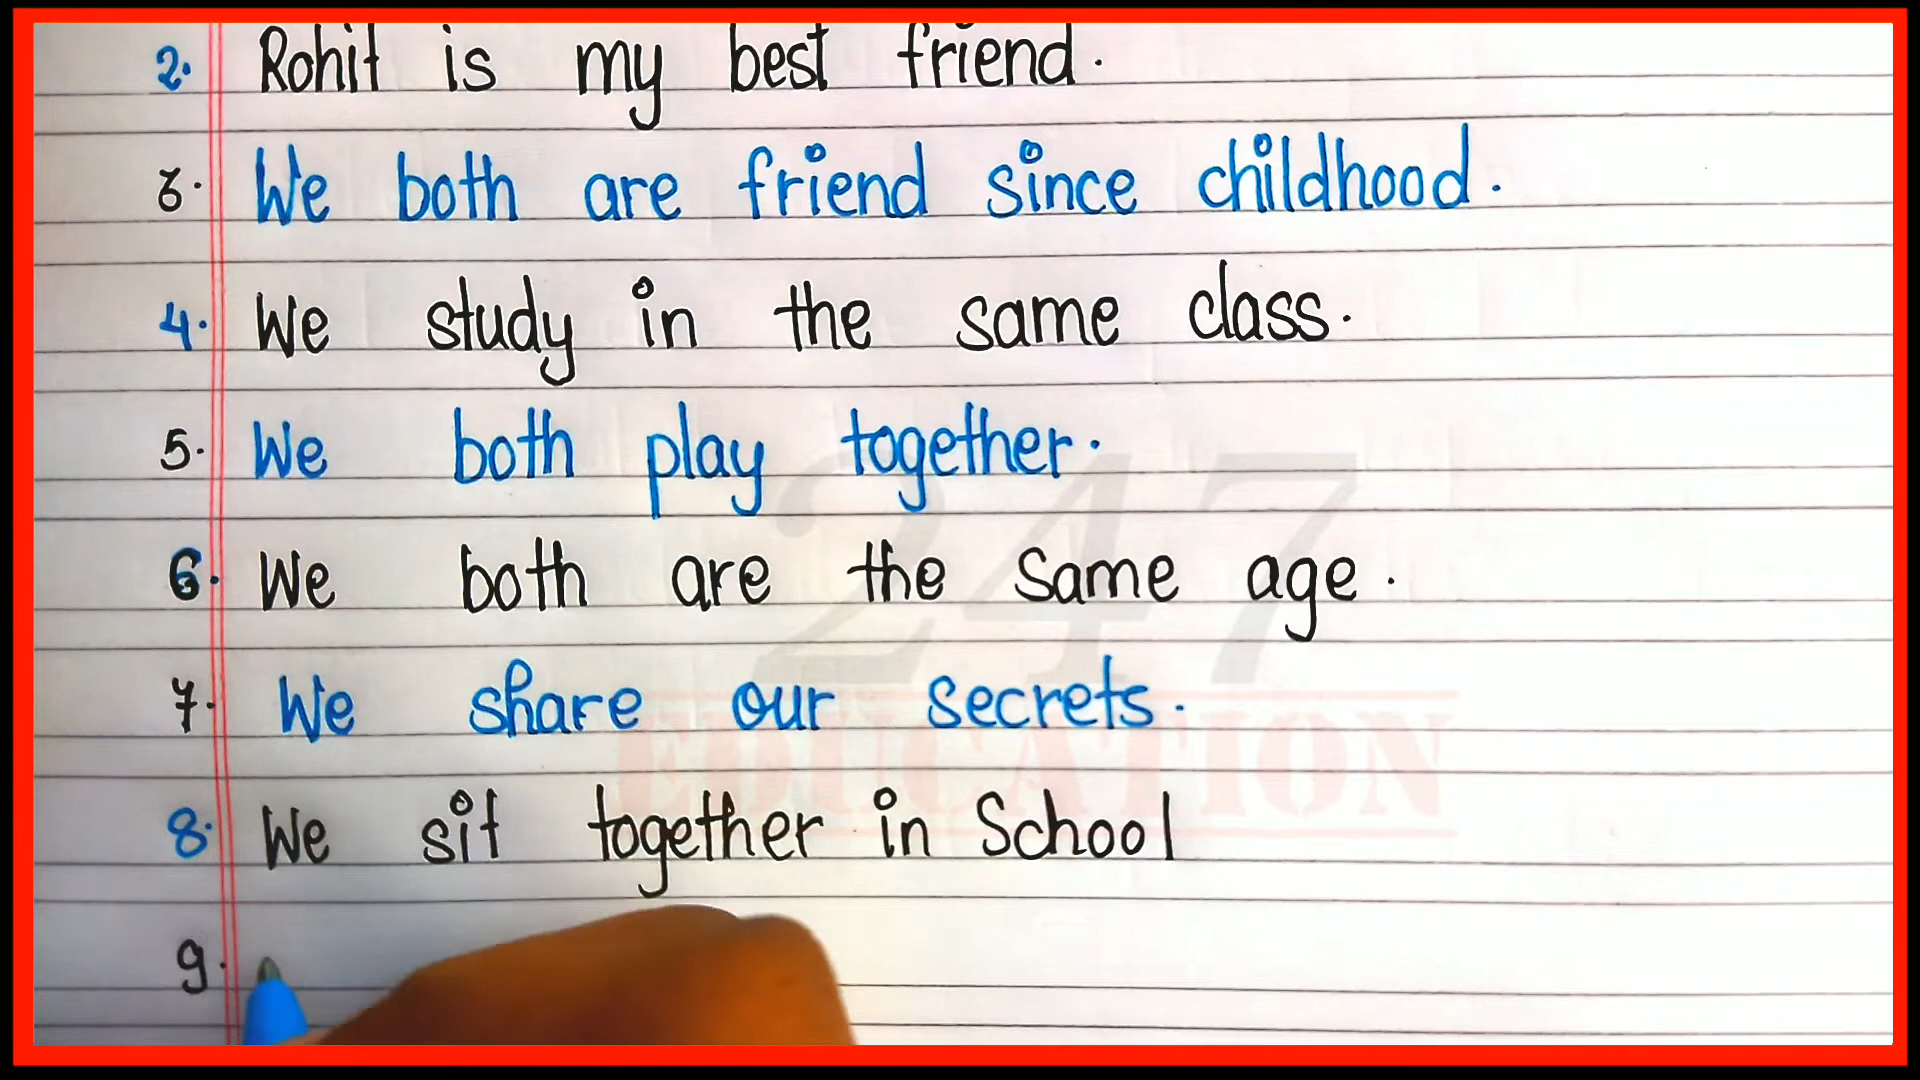 2. Rohit is my best friend.
3. We both are friend since childhood.
4. We study in the same class.
5. We both play together.
6. We both are the same age.
7. We share our secrets.
8. We sit together in School
9.
247
EDUCATION